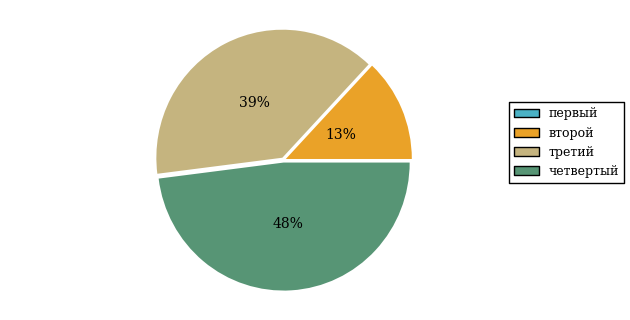 39%
13%
48%
первый
второй
третий
четвертый